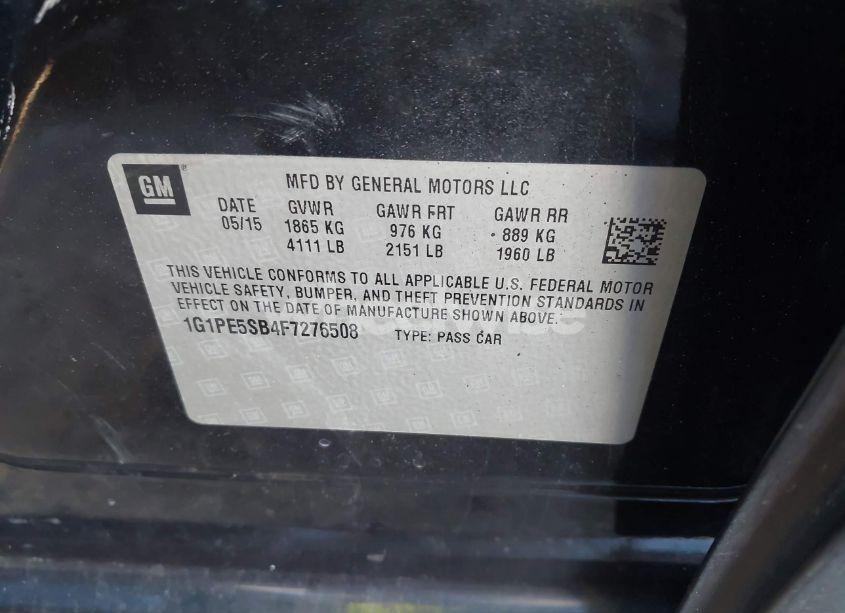 GM
MFD BY GENERAL MOTORS LLC
DATE GVWR GAWR FRT GAWR RR
05/15 1865 KG 976 KG 889 KG
4111 LB 2151 LB 1960 LB
THIS VEHICLE CONFORMS TO ALL APPLICABLE U.S. FEDERAL MOTOR
VEHICLE SAFETY, BUMPER, AND THEFT PREVENTION STANDARDS IN
EFFECT ON THE DATE OF MANUFACTURE SHOWN ABOVE.
1G1PE5SB4F7276508 TYPE: PASS CAR